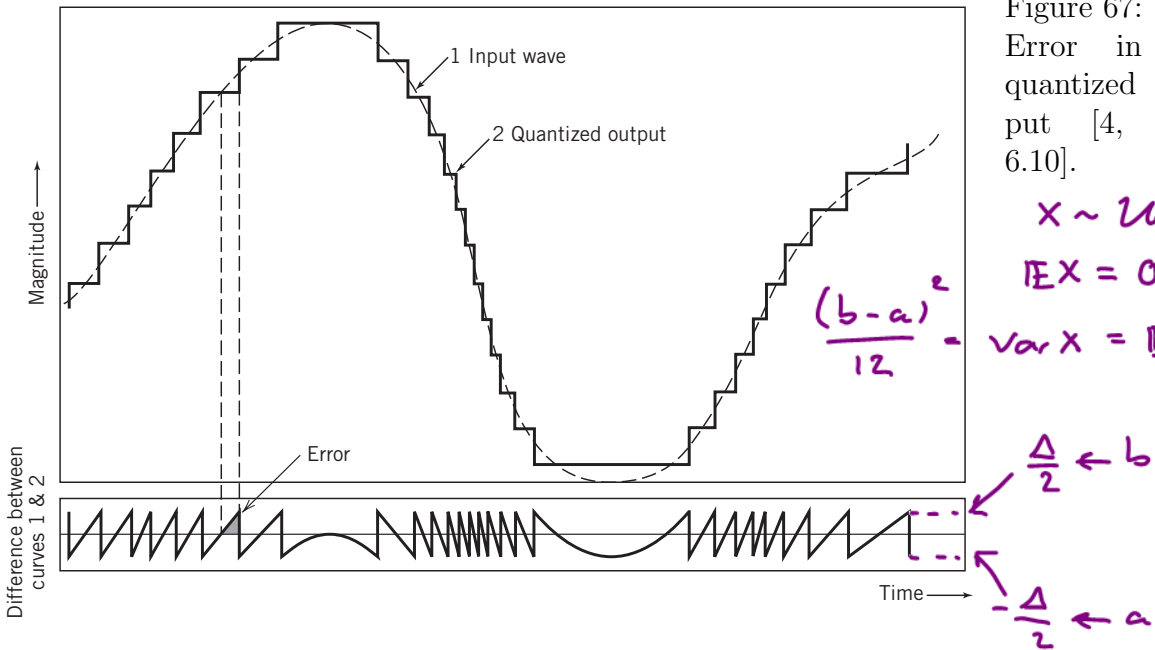 Figure 67:
Error in
quantized
put [4,
6.10].
1 Input wave
2 Quantized output
Magnitude
x ~ U
𝔼X = 0
(b-a)²/12 = var X =
Error
Difference between
curves 1 & 2
Δ/2 ← b
Time
-Δ/2 ← a